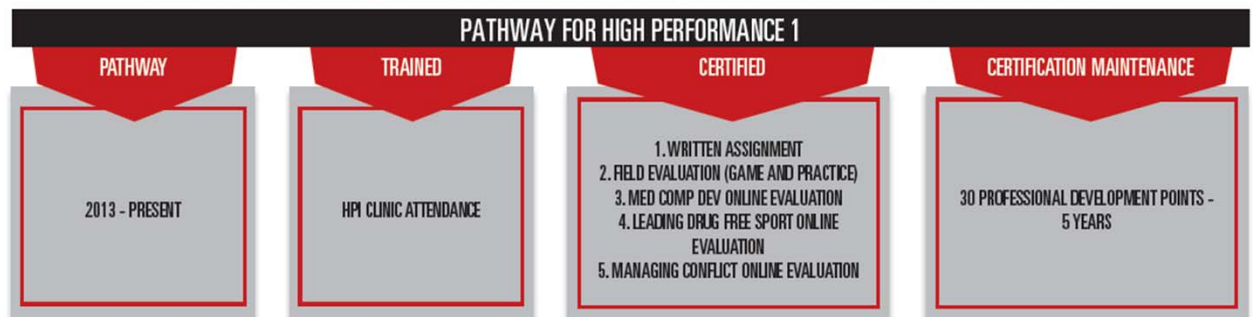 PATHWAY FOR HIGH PERFORMANCE 1
PATHWAY
2013 - PRESENT
TRAINED
HP1 CLINIC ATTENDANCE
CERTIFIED
1. WRITTEN ASSIGNMENT
2. FIELD EVALUATION (GAME AND PRACTICE)
3. MED COMP DEV ONLINE EVALUATION
4. LEADING DRUG FREE SPORT ONLINE
EVALUATION
5. MANAGING CONFLICT ONLINE EVALUATION
CERTIFICATION MAINTENANCE
30 PROFESSIONAL DEVELOPMENT POINTS -
5 YEARS